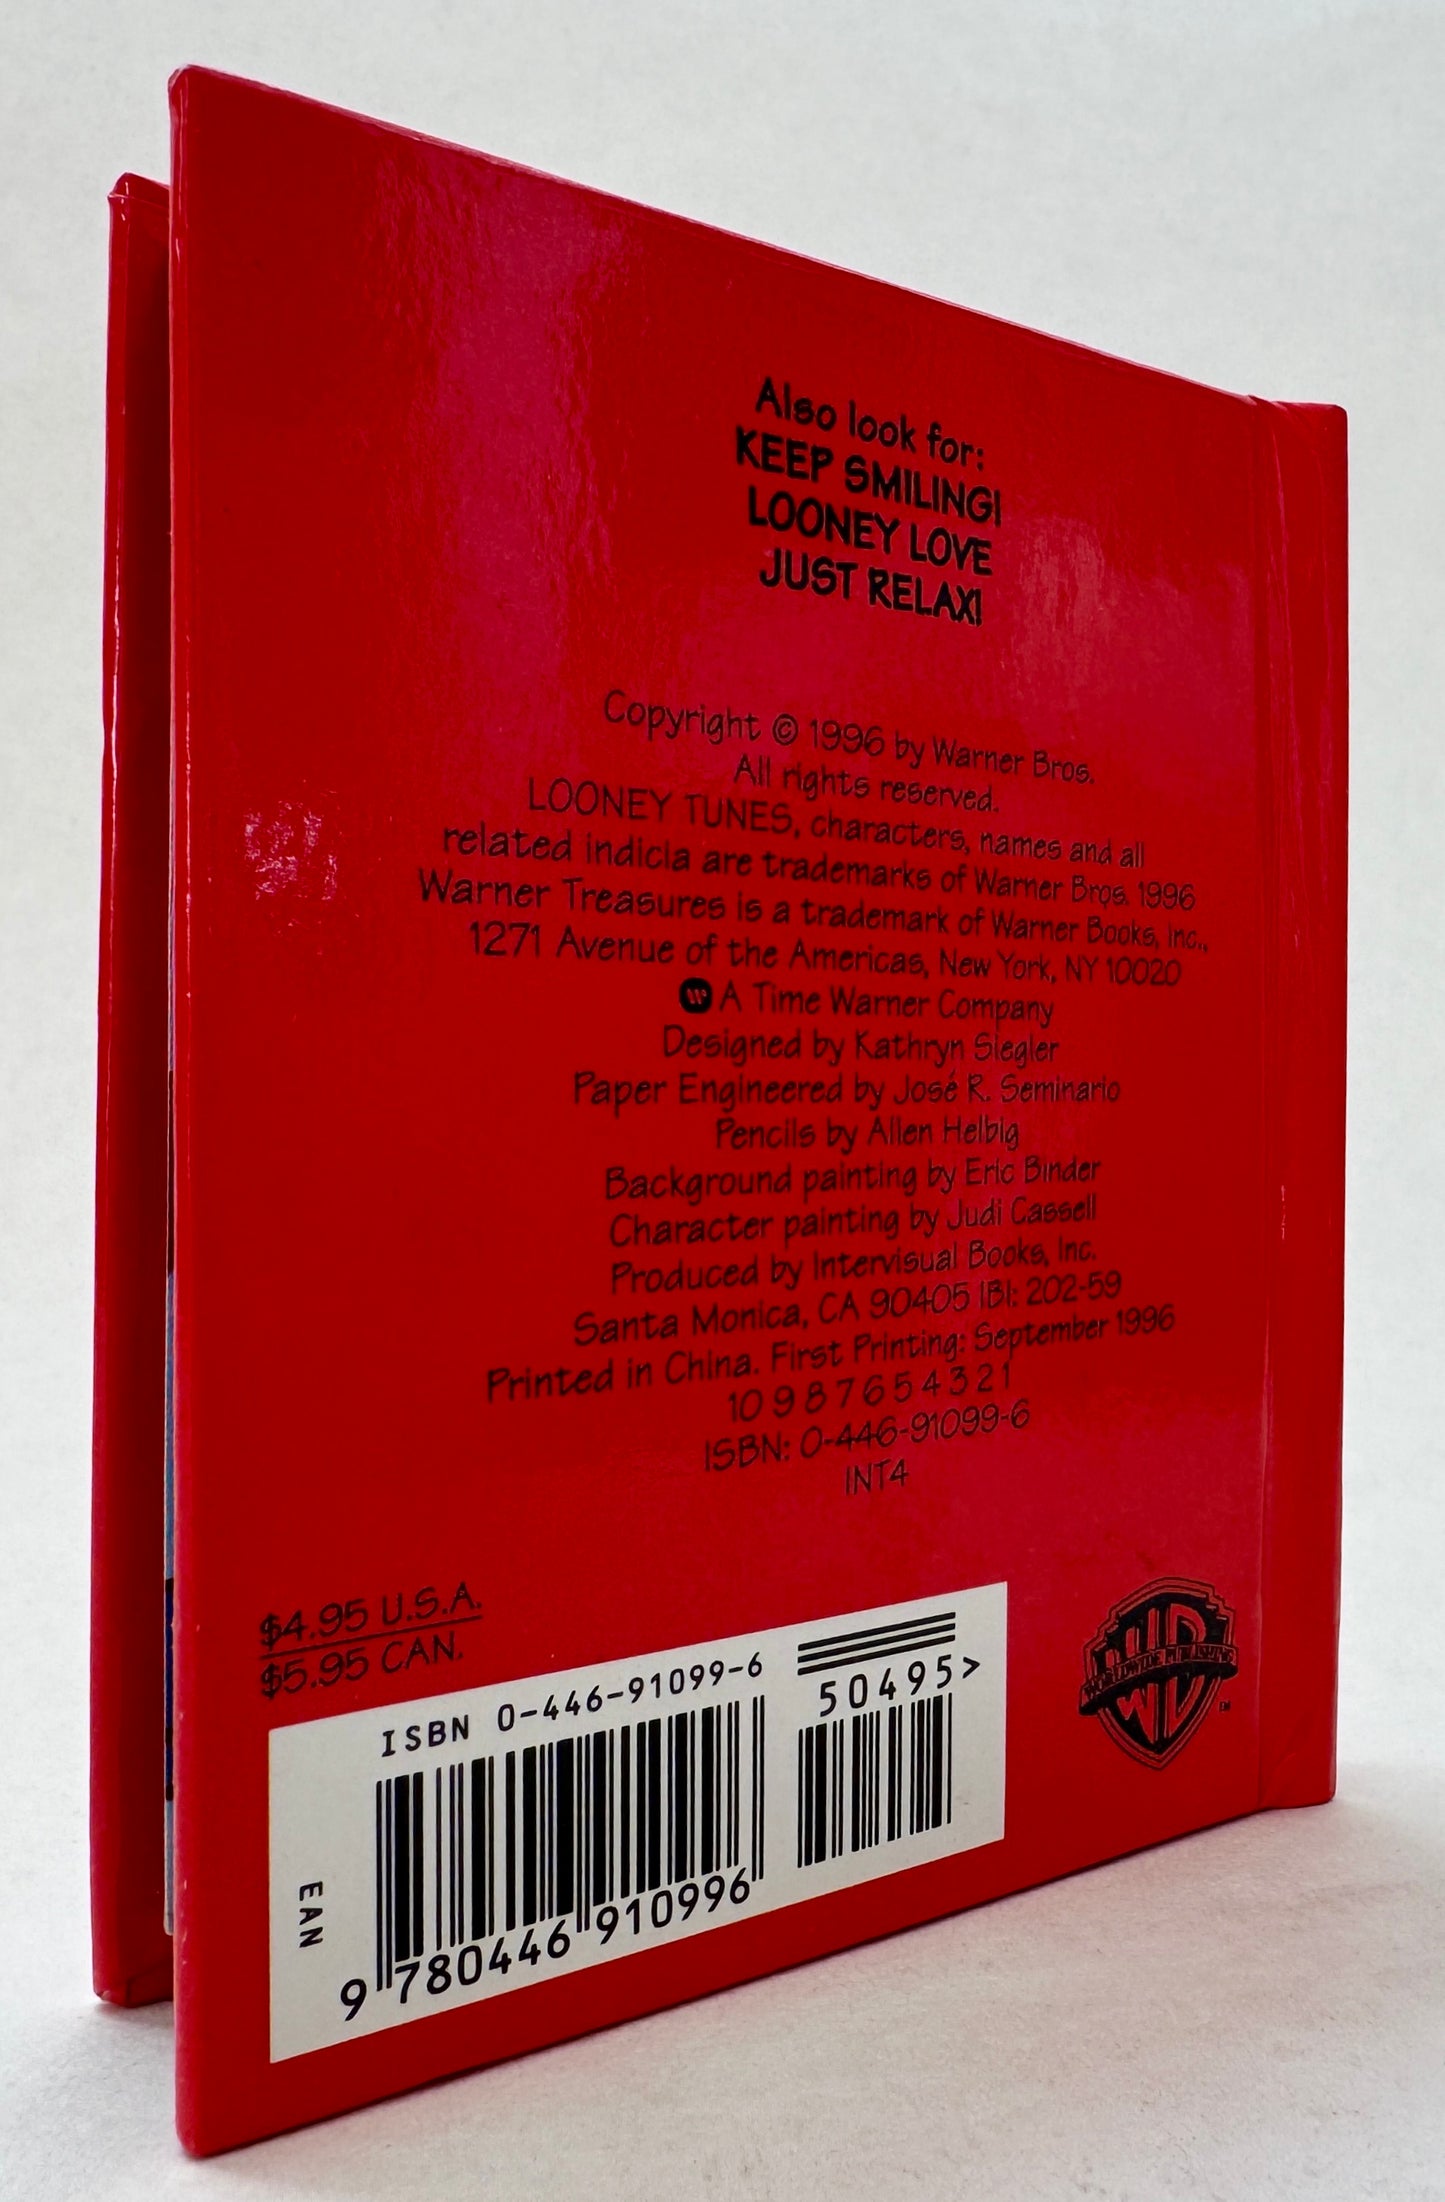 Also look for:
KEEP SMILING!
LOONEY LOVE
JUST RELAX!
Copyright © 1996 by Warner Bros.
All rights reserved.
LOONEY TUNES, characters, names and all
related indicia are trademarks of Warner Bros. 1996
Warner Treasures is a trademark of Warner Books, Inc.,
1271 Avenue of the Americas, New York, NY 10020
W A Time Warner Company
Designed by Kathryn Siegler
Paper Engineered by José R. Seminario
Pencils by Allen Helbig
Background painting by Eric Binder
Character painting by Judi Cassell
Produced by Intervisual Books, Inc.
Santa Monica, CA 90405 IBI: 202-59
Printed in China. First Printing: September 1996
10 9 8 7 6 5 4 3 2 1
ISBN: 0-446-91099-6
INT4
$4.95 U.S.A.
$5.95 CAN.
ISBN 0-446-91099-6
50495>
EAN
9 780446 910996
WB
WORLDWIDE PUBLISHING
TM